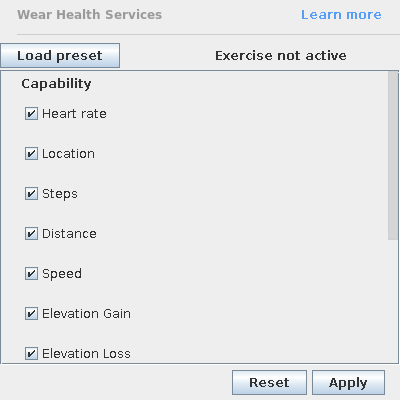 Wear Health Services
Learn more
Load preset
Exercise not active
Capability
Heart rate
Location
Steps
Distance
Speed
Elevation Gain
Elevation Loss
Reset
Apply